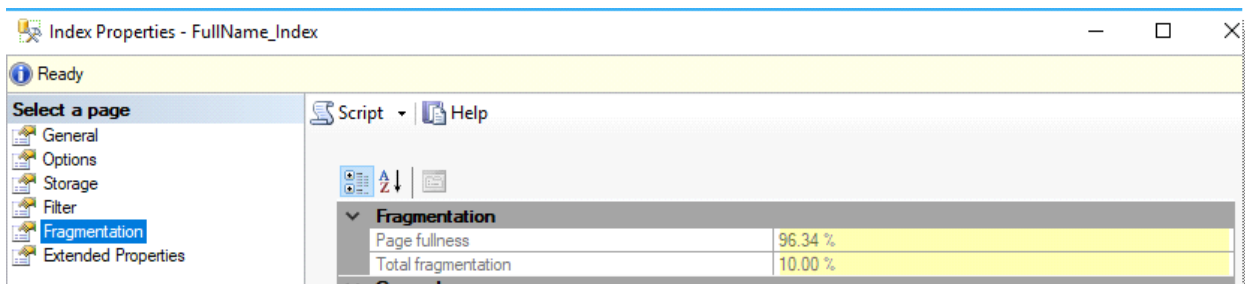 Index Properties - FullName_Index
Ready
Select a page
General
Options
Storage
Filter
Fragmentation
Extended Properties
Script Help
Fragmentation
Page fullness 96.34 %
Total fragmentation 10.00 %